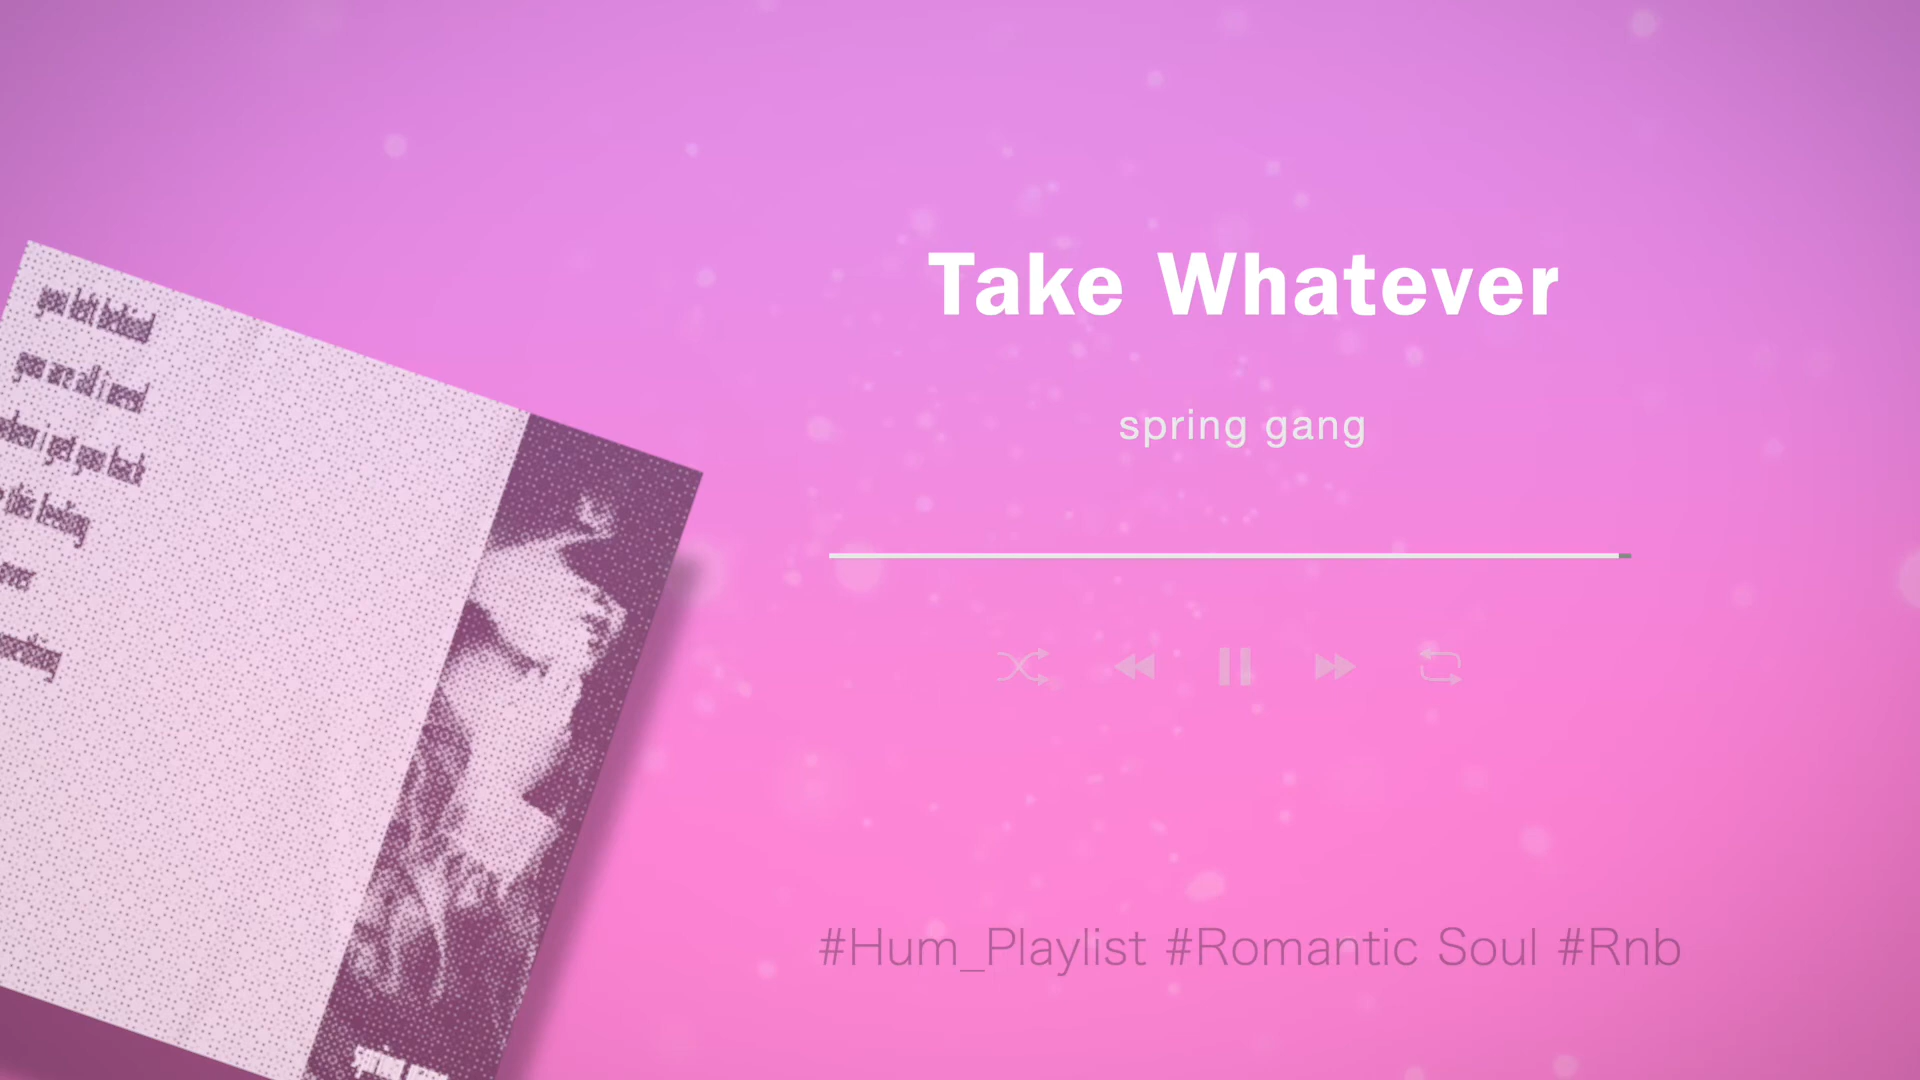 you left behind
you are all i need
when i get you back
this feeling
Take Whatever
spring gang
#Hum_Playlist #Romantic Soul #Rnb